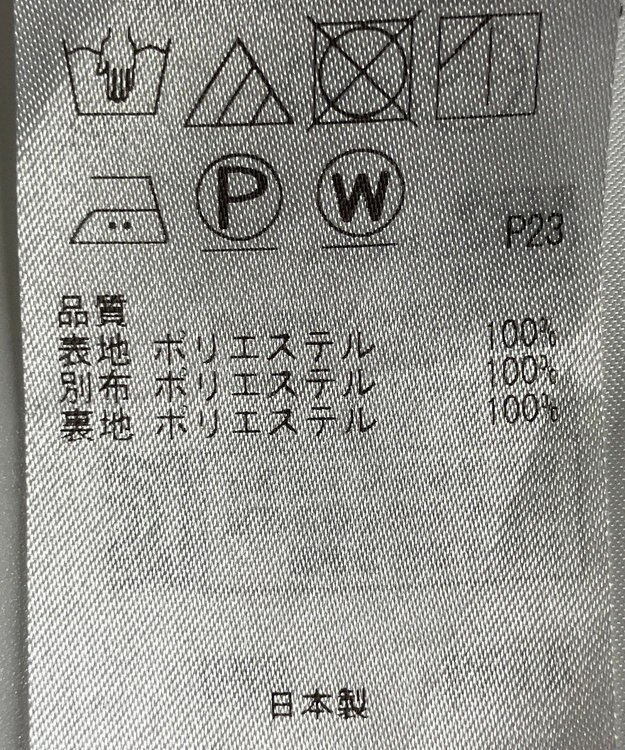 P W
P23
品質
表地 ポリエステル 100%
別布 ポリエステル 100%
裏地 ポリエステル 100%
日本製